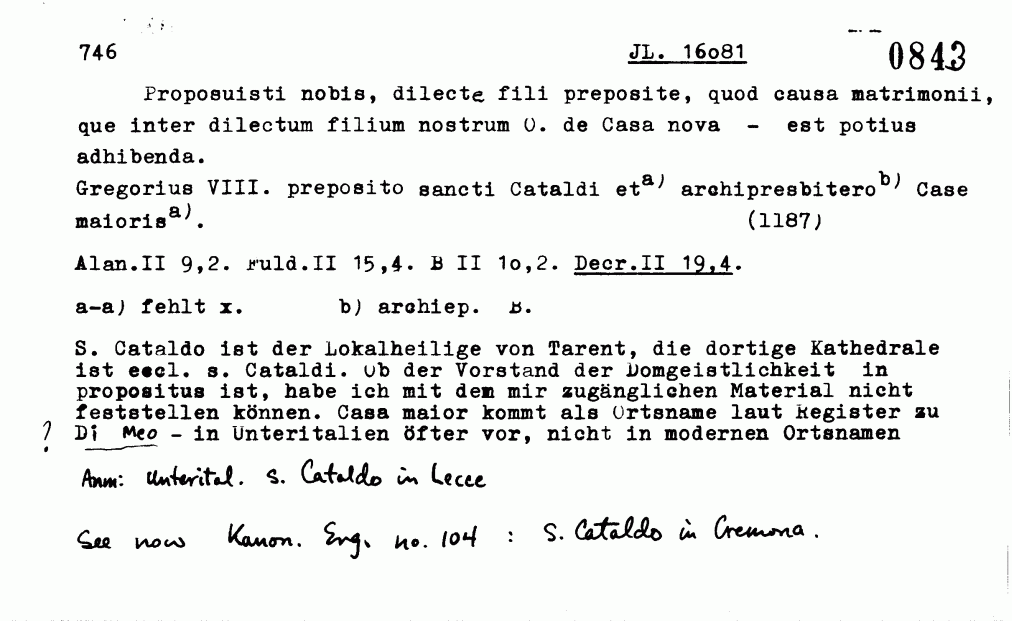 746 JL. 16o81 0843
Proposuisti nobis, dilecte fili preposite, quod causa matrimonii,
que inter dilectum filium nostrum O. de Casa nova - est potius
adhibenda.
Gregorius VIII. preposito sancti Cataldi et a) archipresbitero b) Case
maioris a). (1187)
Alan.II 9,2. Fuld.II 15,4. B II 1o,2. Decr.II 19,4.
a-a) fehlt x. b) archiep. B.
S. Cataldo ist der Lokalheilige von Tarent, die dortige Kathedrale
ist eccl. s. Cataldi. Ob der Vorstand der Domgeistlichkeit in
propositus ist, habe ich mit dem mir zugänglichen Material nicht
feststellen können. Casa maior kommt als Ortsname laut Register zu
? Di Meo - in Unteritalien öfter vor, nicht in modernen Ortsnamen
Anm: Unterital. S. Cataldo in Lecce
See now Kanon. Erg. no. 104 : S. Cataldo in Cremona.